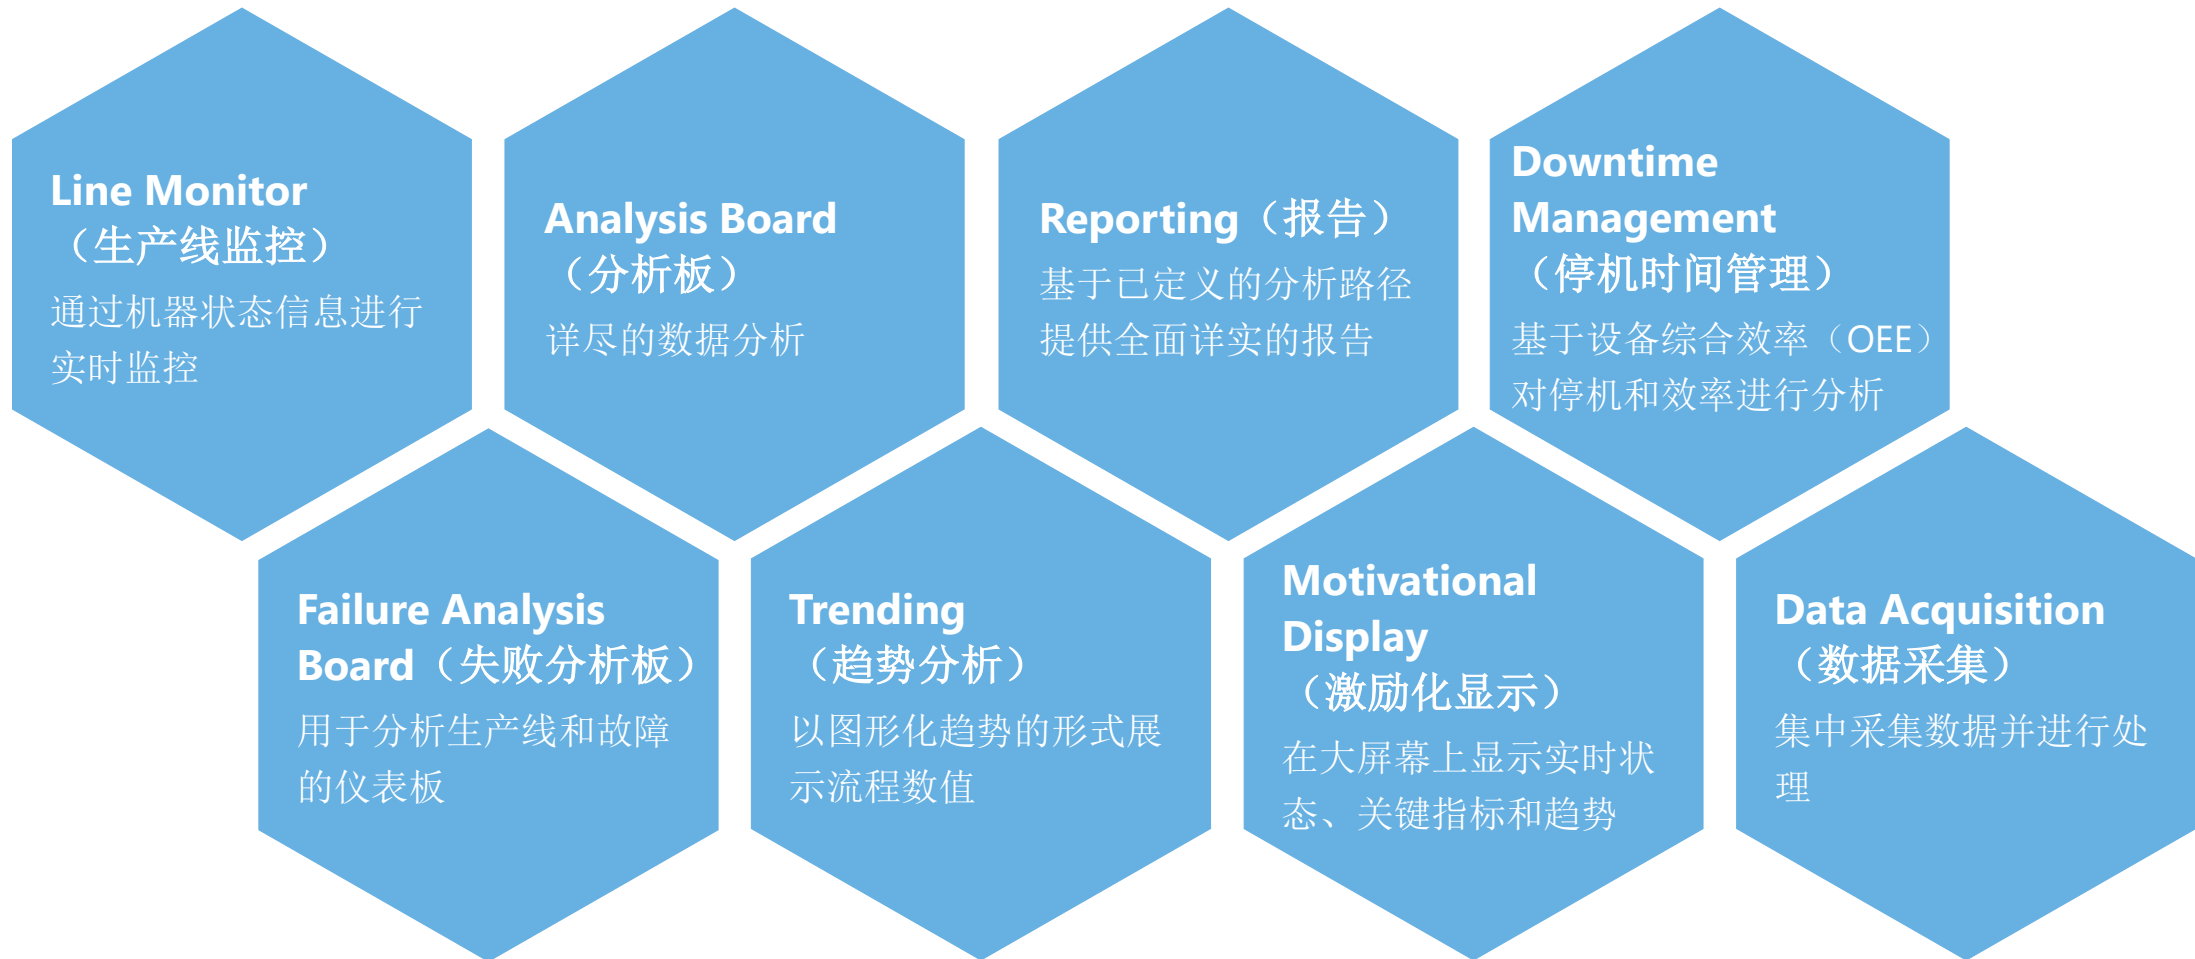 Line Monitor
（生产线监控）
通过机器状态信息进行
实时监控
Analysis Board
（分析板）
详尽的数据分析
Reporting（报告）
基于已定义的分析路径
提供全面详实的报告
Downtime
Management
（停机时间管理）
基于设备综合效率（OEE）
对停机和效率进行分析
Failure Analysis
Board（失败分析板）
用于分析生产线和故障
的仪表板
Trending
（趋势分析）
以图形化趋势的形式展
示流程数值
Motivational
Display
（激励化显示）
在大屏幕上显示实时状
态、关键指标和趋势
Data Acquisition
（数据采集）
集中采集数据并进行处
理